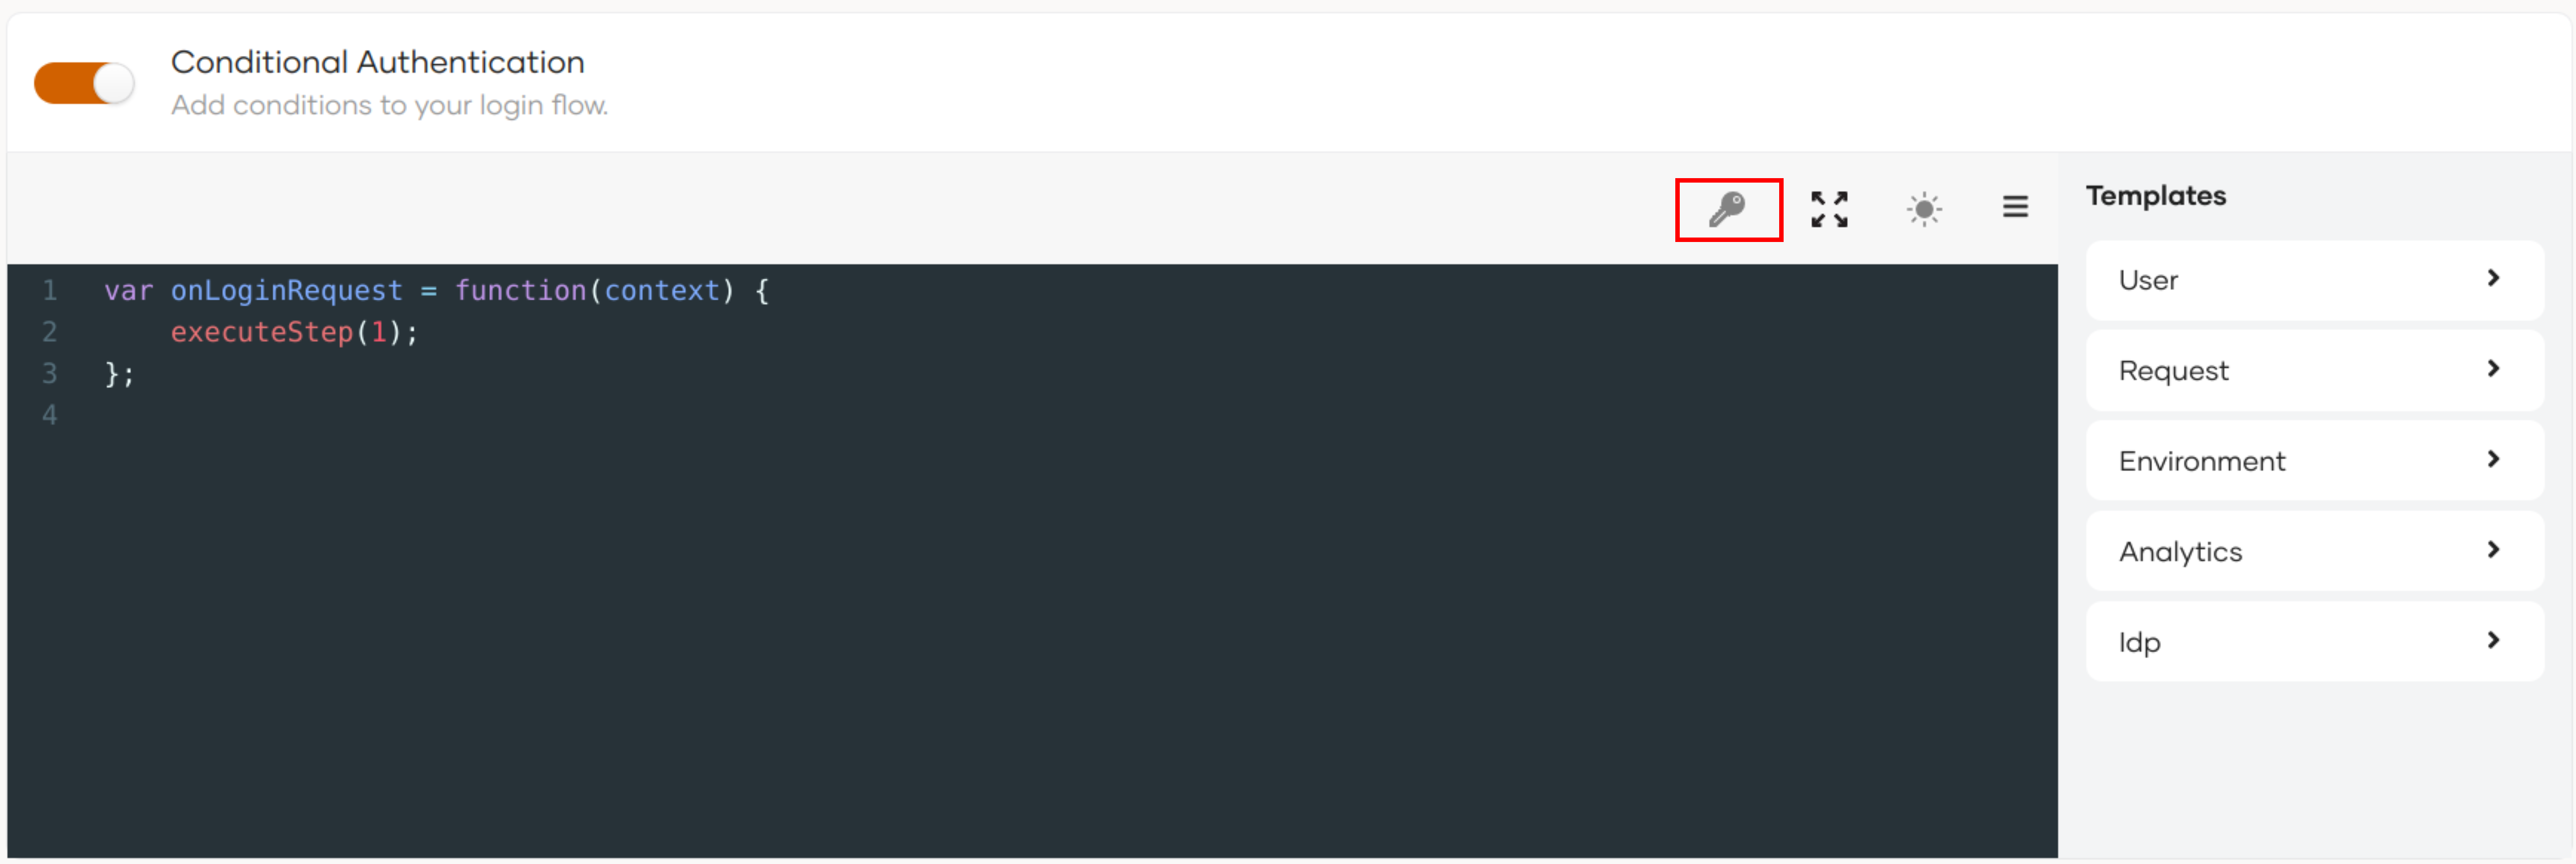 Conditional Authentication
Add conditions to your login flow.
1 var onLoginRequest = function(context) {
2     executeStep(1);
3 };
4
Templates
User
Request
Environment
Analytics
Idp